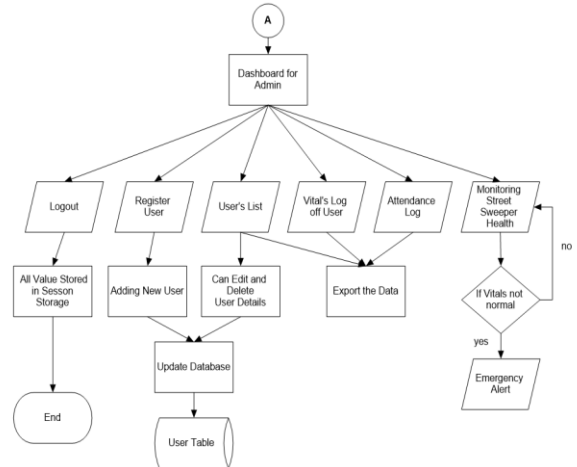 A
Dashboard for
Admin
Logout
Register
User
User's List
Vital's Log
off User
Attendance
Log
Monitoring
Street
Sweeper
Health
no
All Value Stored
in Sesson
Storage
Adding New User
Can Edit and
Delete
User Details
Export the Data
If Vitals not
normal
yes
Update Database
Emergency
Alert
End
User Table